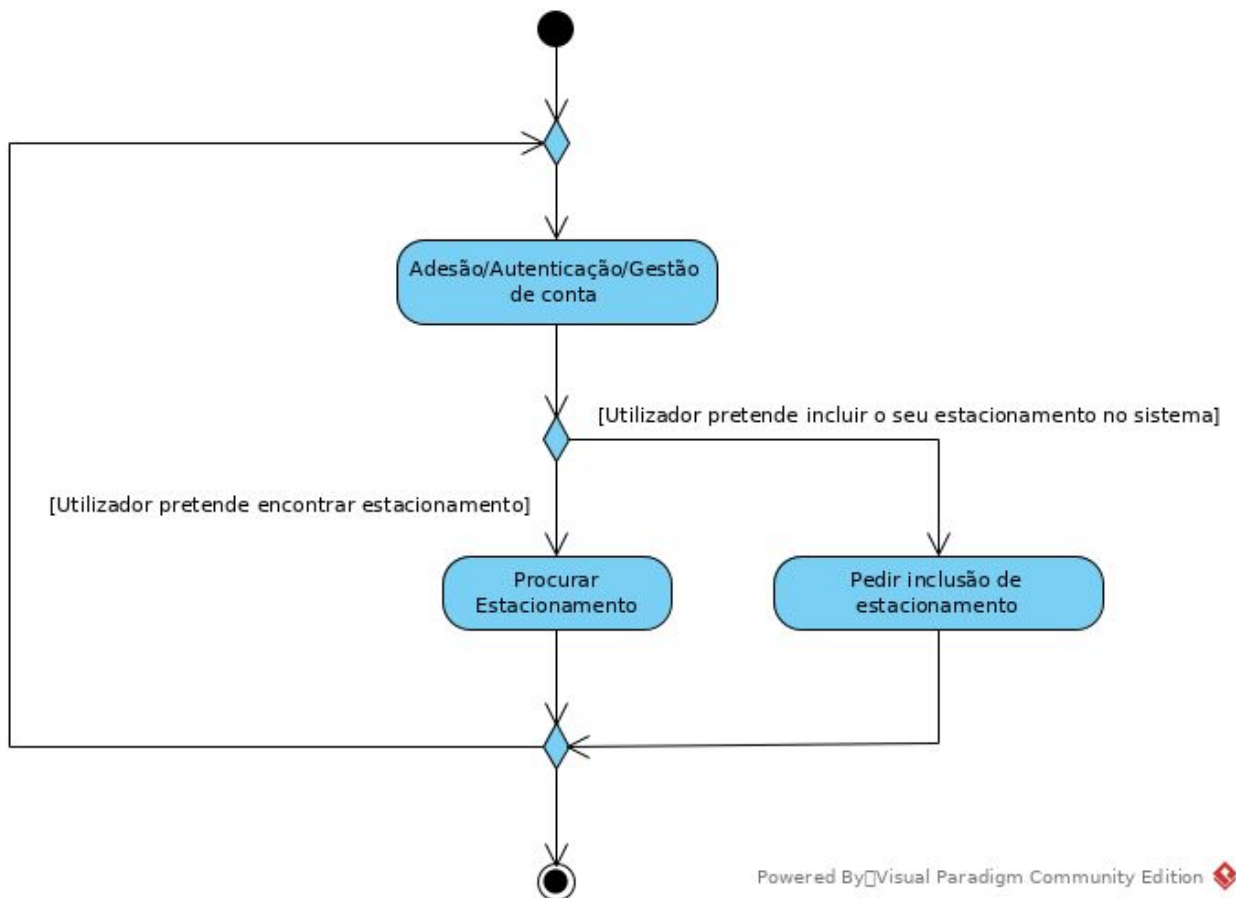 Adesão/Autenticação/Gestão
de conta
[Utilizador pretende incluir o seu estacionamento no sistema]
[Utilizador pretende encontrar estacionamento]
Procurar
Estacionamento
Pedir inclusão de
estacionamento
Powered By Visual Paradigm Community Edition